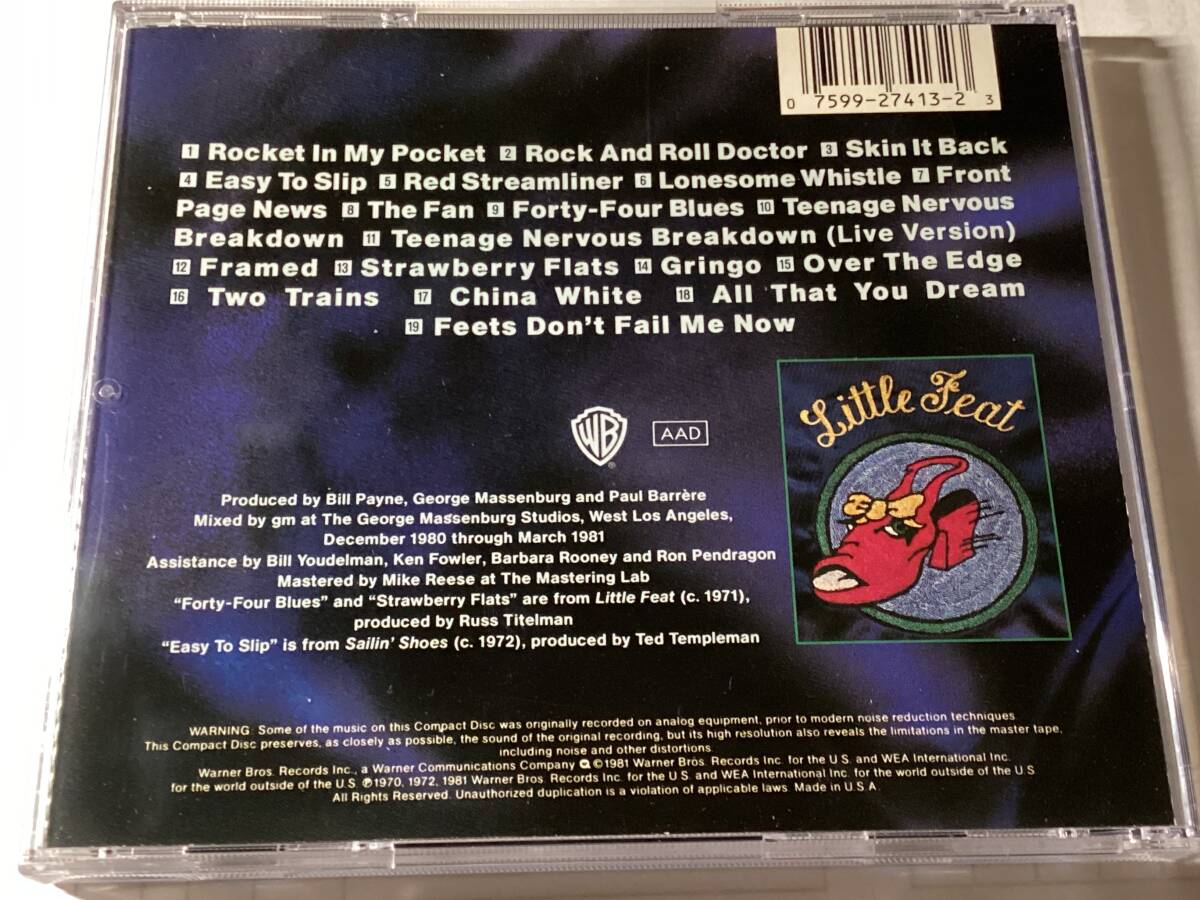 0 7599-27413-2 3
1 Rocket In My Pocket 2 Rock And Roll Doctor 3 Skin It Back
4 Easy To Slip 5 Red Streamliner 6 Lonesome Whistle 7 Front
Page News 8 The Fan 9 Forty-Four Blues 10 Teenage Nervous
Breakdown 11 Teenage Nervous Breakdown (Live Version)
12 Framed 13 Strawberry Flats 14 Gringo 15 Over The Edge
16 Two Trains 17 China White 18 All That You Dream
19 Feets Don't Fail Me Now
Little Feat
WB
AAD
Produced by Bill Payne, George Massenburg and Paul Barrère
Mixed by gm at The George Massenburg Studios, West Los Angeles,
December 1980 through March 1981
Assistance by Bill Youdelman, Ken Fowler, Barbara Rooney and Ron Pendragon
Mastered by Mike Reese at The Mastering Lab
“Forty-Four Blues” and “Strawberry Flats” are from Little Feat (c. 1971),
produced by Russ Titelman
“Easy To Slip” is from Sailin' Shoes (c. 1972), produced by Ted Templeman
WARNING: Some of the music on this Compact Disc was originally recorded on analog equipment, prior to modern noise reduction techniques
This Compact Disc preserves, as closely as possible, the sound of the original recording, but its high resolution also reveals the limitations in the master tape,
including noise and other distortions.
Warner Bros. Records Inc., a Warner Communications Company ©1981 Warner Bros. Records Inc. for the U.S. and WEA International Inc.
for the world outside of the U.S. ℗1970, 1972, 1981 Warner Bros. Records Inc. for the U.S. and WEA International Inc. for the world outside of the U.S.
All Rights Reserved. Unauthorized duplication is a violation of applicable laws. Made in U.S.A.